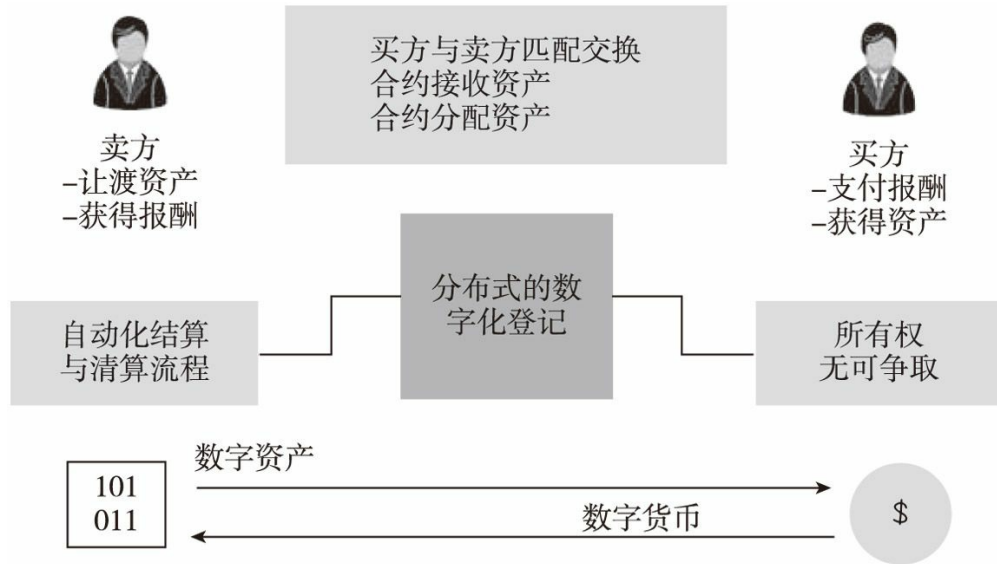 买方与卖方匹配交换
合约接收资产
合约分配资产
卖方
-让渡资产
-获得报酬
买方
-支付报酬
-获得资产
分布式的数
字化登记
自动化结算
与清算流程
所有权
无可争取
数字资产
101
011
数字货币
$